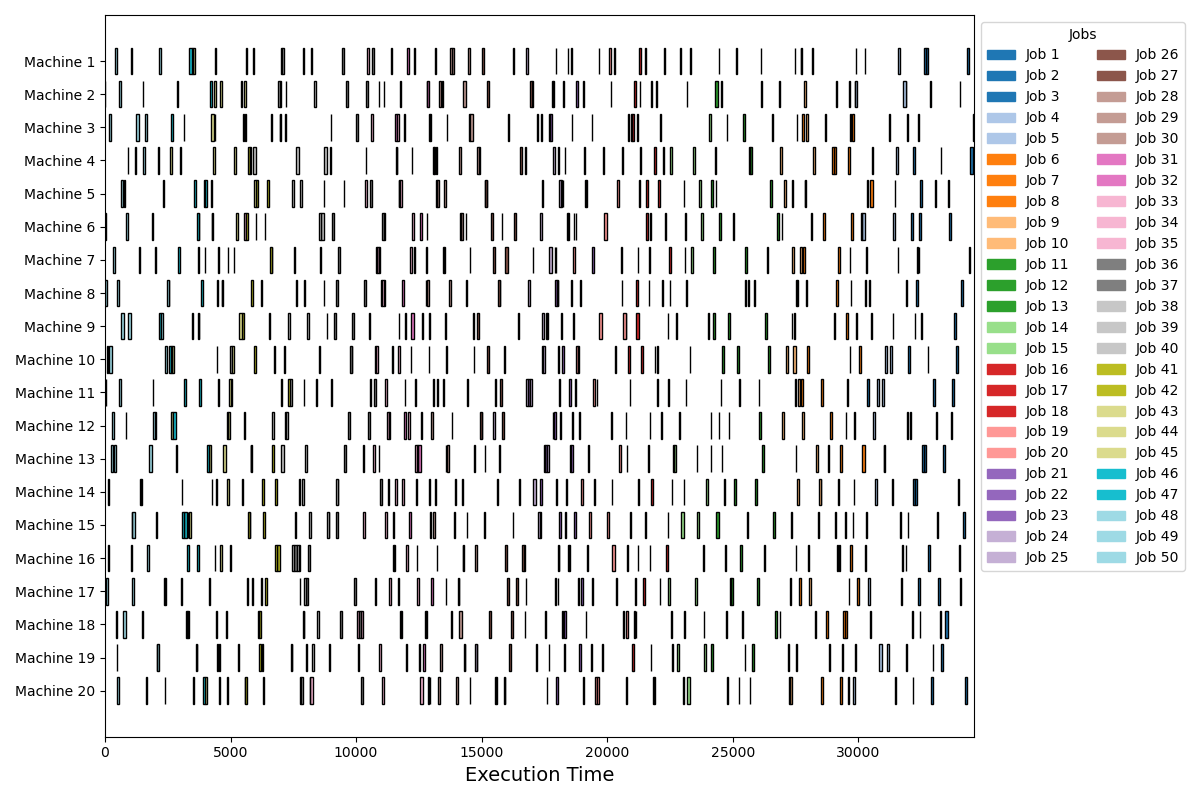 Machine 1
Machine 2
Machine 3
Machine 4
Machine 5
Machine 6
Machine 7
Machine 8
Machine 9
Machine 10
Machine 11
Machine 12
Machine 13
Machine 14
Machine 15
Machine 16
Machine 17
Machine 18
Machine 19
Machine 20
0 5000 10000 15000 20000 25000 30000
Execution Time
Jobs
Job 1
Job 2
Job 3
Job 4
Job 5
Job 6
Job 7
Job 8
Job 9
Job 10
Job 11
Job 12
Job 13
Job 14
Job 15
Job 16
Job 17
Job 18
Job 19
Job 20
Job 21
Job 22
Job 23
Job 24
Job 25
Job 26
Job 27
Job 28
Job 29
Job 30
Job 31
Job 32
Job 33
Job 34
Job 35
Job 36
Job 37
Job 38
Job 39
Job 40
Job 41
Job 42
Job 43
Job 44
Job 45
Job 46
Job 47
Job 48
Job 49
Job 50